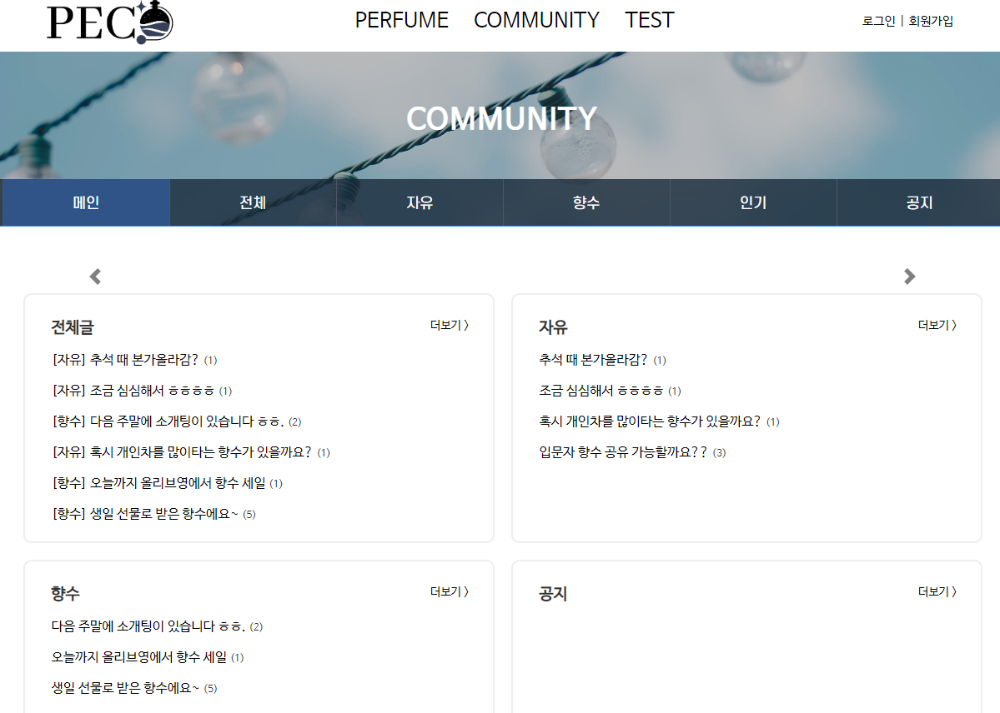 PECO
PERFUME COMMUNITY TEST
로그인 | 회원가입
COMMUNITY
메인 전체 자유 향수 인기 공지
전체글 더보기 〉
[자유] 추석 때 본가올라감? (1)
[자유] 조금 심심해서 ㅎㅎㅎㅎ (1)
[향수] 다음 주말에 소개팅이 있습니다 ㅎㅎ. (2)
[자유] 혹시 개인차를 많이타는 향수가 있을까요? (1)
[향수] 오늘까지 올리브영에서 향수 세일 (1)
[향수] 생일 선물로 받은 향수에요~ (5)
자유 더보기 〉
추석 때 본가올라감? (1)
조금 심심해서 ㅎㅎㅎㅎ (1)
혹시 개인차를 많이타는 향수가 있을까요? (1)
입문자 향수 공유 가능할까요?? (3)
향수 더보기 〉
다음 주말에 소개팅이 있습니다 ㅎㅎ. (2)
오늘까지 올리브영에서 향수 세일 (1)
생일 선물로 받은 향수에요~ (5)
공지 더보기 〉